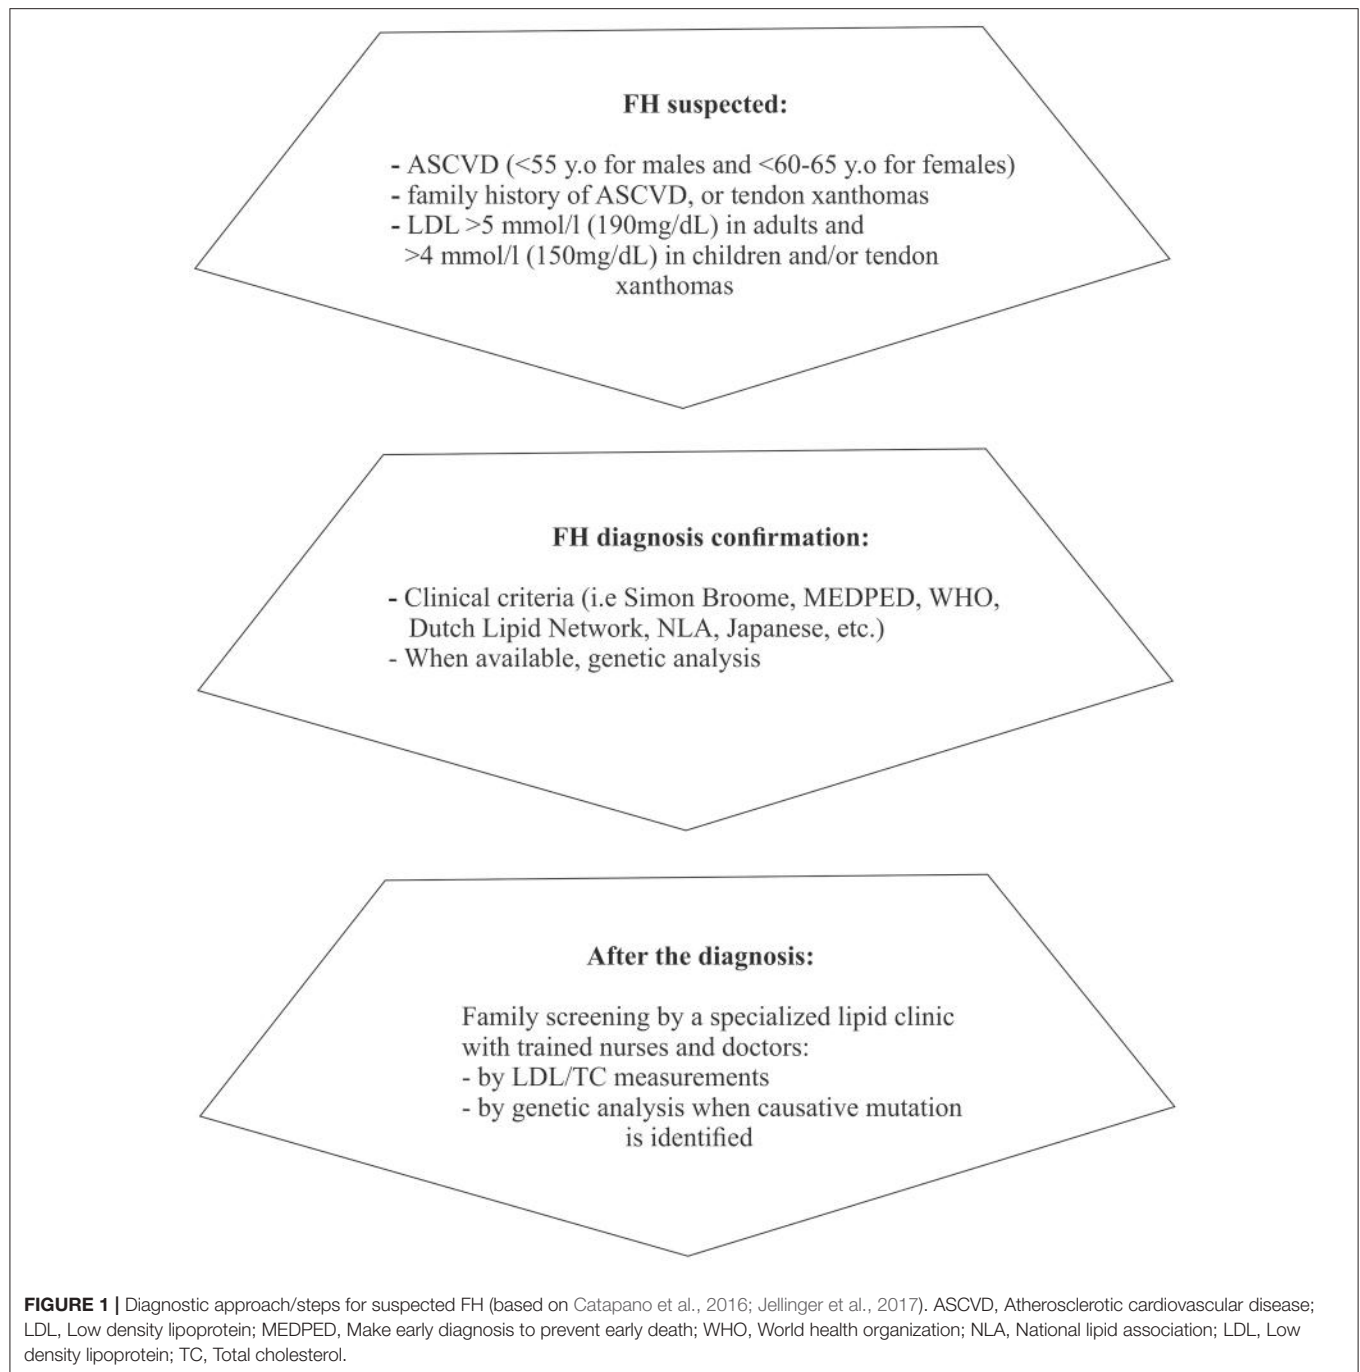 FH suspected:
- ASCVD (<55 y.o for males and <60-65 y.o for females)
- family history of ASCVD, or tendon xanthomas
- LDL >5 mmol/l (190mg/dL) in adults and
>4 mmol/l (150mg/dL) in children and/or tendon
xanthomas
FH diagnosis confirmation:
- Clinical criteria (i.e Simon Broome, MEDPED, WHO,
Dutch Lipid Network, NLA, Japanese, etc.)
- When available, genetic analysis
After the diagnosis:
Family screening by a specialized lipid clinic
with trained nurses and doctors:
- by LDL/TC measurements
- by genetic analysis when causative mutation
is identified
FIGURE 1 | Diagnostic approach/steps for suspected FH (based on Catapano et al., 2016; Jellinger et al., 2017). ASCVD, Atherosclerotic cardiovascular disease;
LDL, Low density lipoprotein; MEDPED, Make early diagnosis to prevent early death; WHO, World health organization; NLA, National lipid association; LDL, Low
density lipoprotein; TC, Total cholesterol.